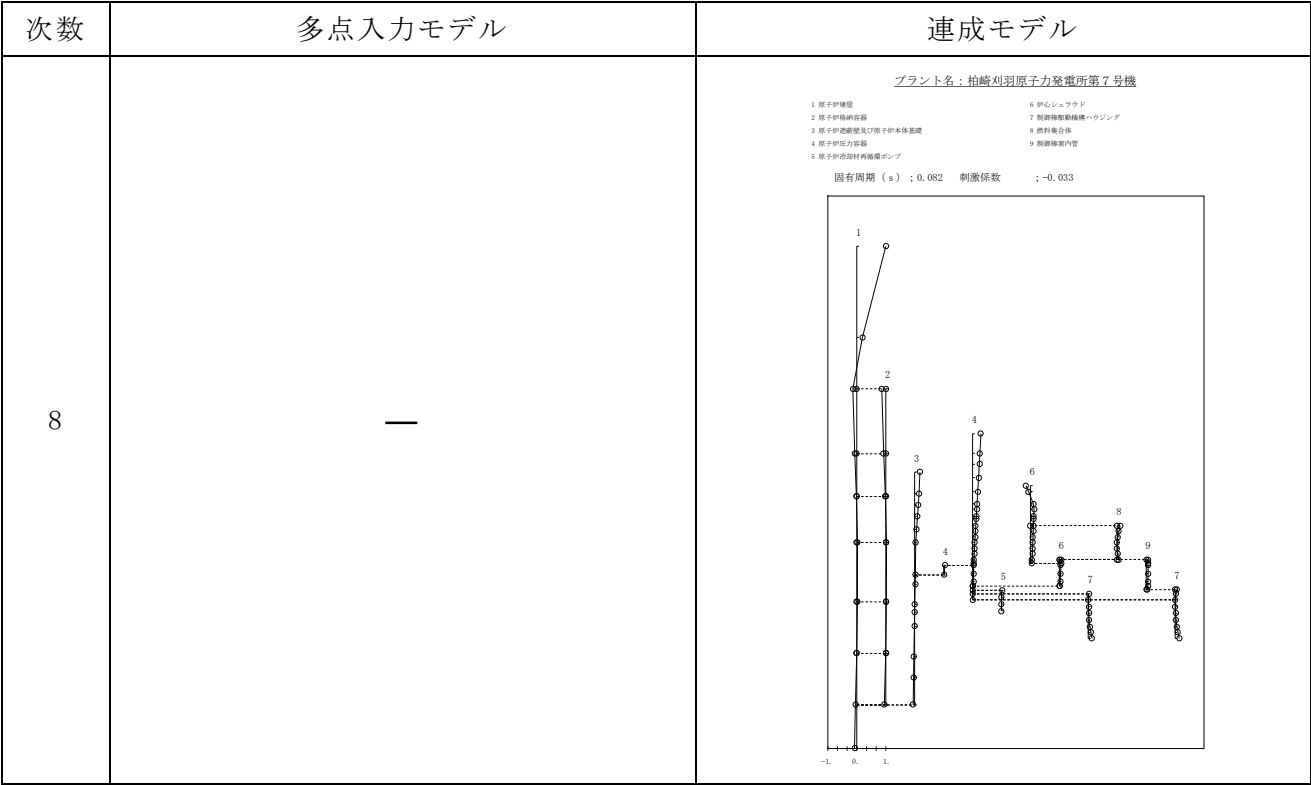 次数 多点入力モデル 連成モデル
8 —
プラント名：柏崎刈羽原子力発電所第7号機
1 原子炉建屋 6 炉心シュラウド
2 原子炉格納容器 7 制御棒駆動機構ハウジング
3 原子炉遮蔽壁及び原子炉本体基礎 8 燃料集合体
4 原子炉圧力容器 9 制御棒案内管
5 原子炉冷却材再循環ポンプ
固有周期（s）；0.082 刺激係数 ；-0.033
1
2
4
3
6
8
4 6 9
5 7 7
-1. 0. 1.